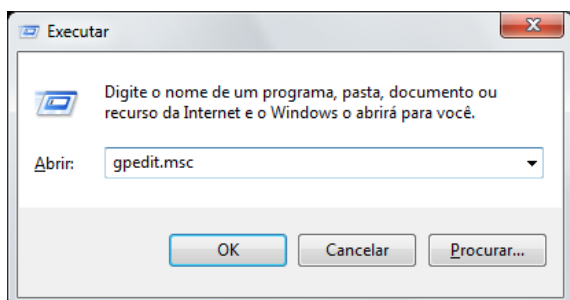 Executar
Digite o nome de um programa, pasta, documento ou
recurso da Internet e o Windows o abrirá para você.
Abrir: gpedit.msc
OK Cancelar Procurar...